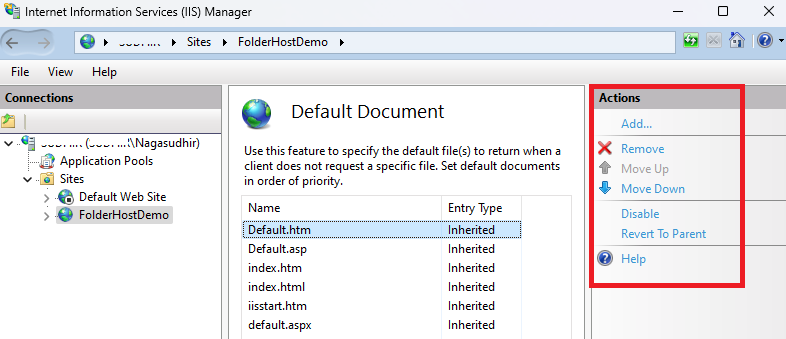 Internet Information Services (IIS) Manager
Sites FolderHostDemo
File View Help
Connections
Application Pools
Sites
Default Web Site
FolderHostDemo
Default Document
Use this feature to specify the default file(s) to return when a
client does not request a specific file. Set default documents
in order of priority.
Name Entry Type
Default.htm Inherited
Default.asp Inherited
index.htm Inherited
index.html Inherited
iisstart.htm Inherited
default.aspx Inherited
Actions
Add...
Remove
Move Up
Move Down
Disable
Revert To Parent
Help